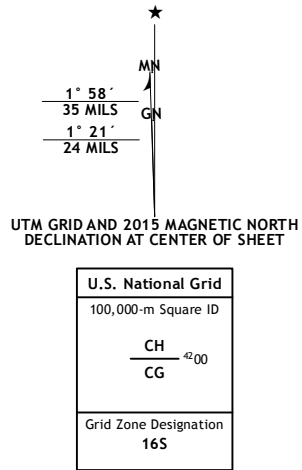 MN
1° 58´
35 MILS
GN
1° 21´
24 MILS
UTM GRID AND 2015 MAGNETIC NORTH
DECLINATION AT CENTER OF SHEET
U.S. National Grid
100,000-m Square ID
CH
⁴²00
CG
Grid Zone Designation
16S